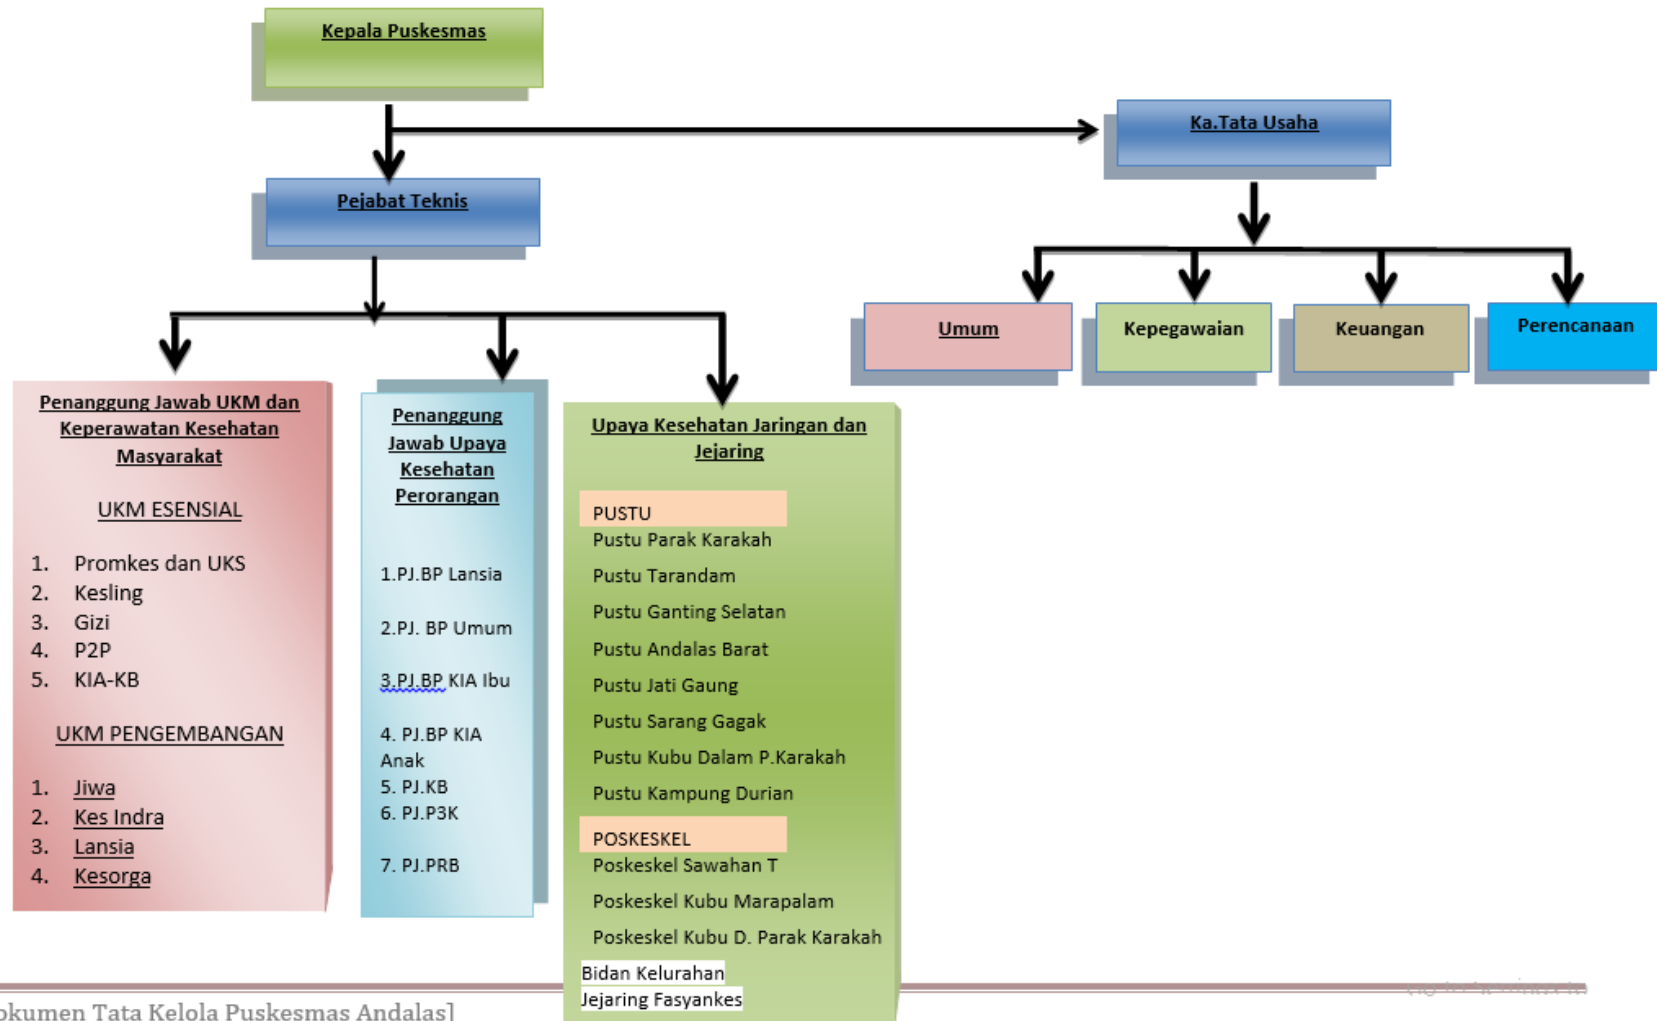 Kepala Puskesmas
Ka.Tata Usaha
Pejabat Teknis
Umum
Kepegawaian
Keuangan
Perencanaan
Penanggung Jawab UKM dan
Keperawatan Kesehatan
Masyarakat
UKM ESENSIAL
1. Promkes dan UKS
2. Kesling
3. Gizi
4. P2P
5. KIA-KB
UKM PENGEMBANGAN
1. Jiwa
2. Kes Indra
3. Lansia
4. Kesorga
Penanggung
Jawab Upaya
Kesehatan
Perorangan
1.PJ.BP Lansia
2.PJ. BP Umum
3.PJ.BP KIA Ibu
4. PJ.BP KIA
Anak
5. PJ.KB
6. PJ.P3K
7. PJ.PRB
Upaya Kesehatan Jaringan dan
Jejaring
PUSTU
Pustu Parak Karakah
Pustu Tarandam
Pustu Ganting Selatan
Pustu Andalas Barat
Pustu Jati Gaung
Pustu Sarang Gagak
Pustu Kubu Dalam P.Karakah
Pustu Kampung Durian
POSKESKEL
Poskeskel Sawahan T
Poskeskel Kubu Marapalam
Poskeskel Kubu D. Parak Karakah
Bidan Kelurahan
Jejaring Fasyankes
okumen Tata Kelola Puskesmas Andalas]